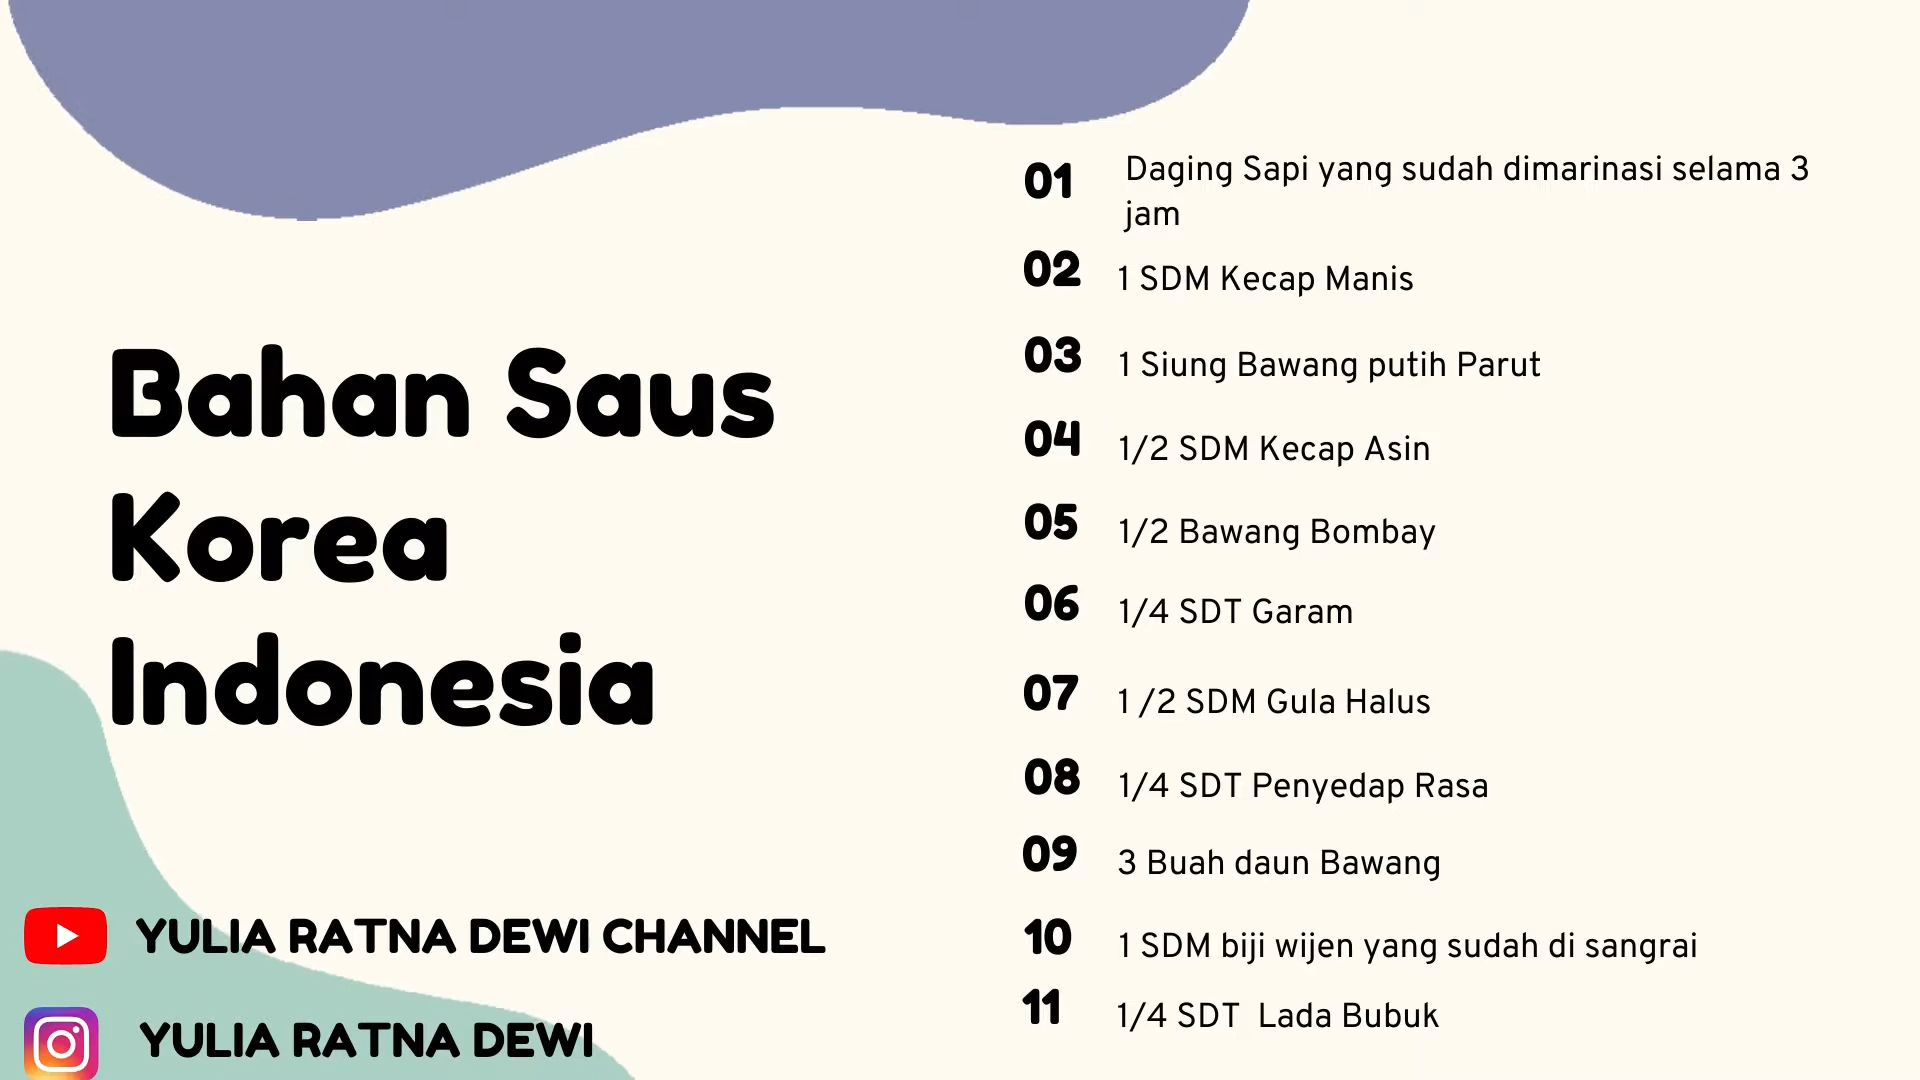 Bahan Saus
Korea
Indonesia
YULIA RATNA DEWI CHANNEL
YULIA RATNA DEWI
01 Daging Sapi yang sudah dimarinasi selama 3
jam
02 1 SDM Kecap Manis
03 1 Siung Bawang putih Parut
04 1/2 SDM Kecap Asin
05 1/2 Bawang Bombay
06 1/4 SDT Garam
07 1 /2 SDM Gula Halus
08 1/4 SDT Penyedap Rasa
09 3 Buah daun Bawang
10 1 SDM biji wijen yang sudah di sangrai
11 1/4 SDT Lada Bubuk